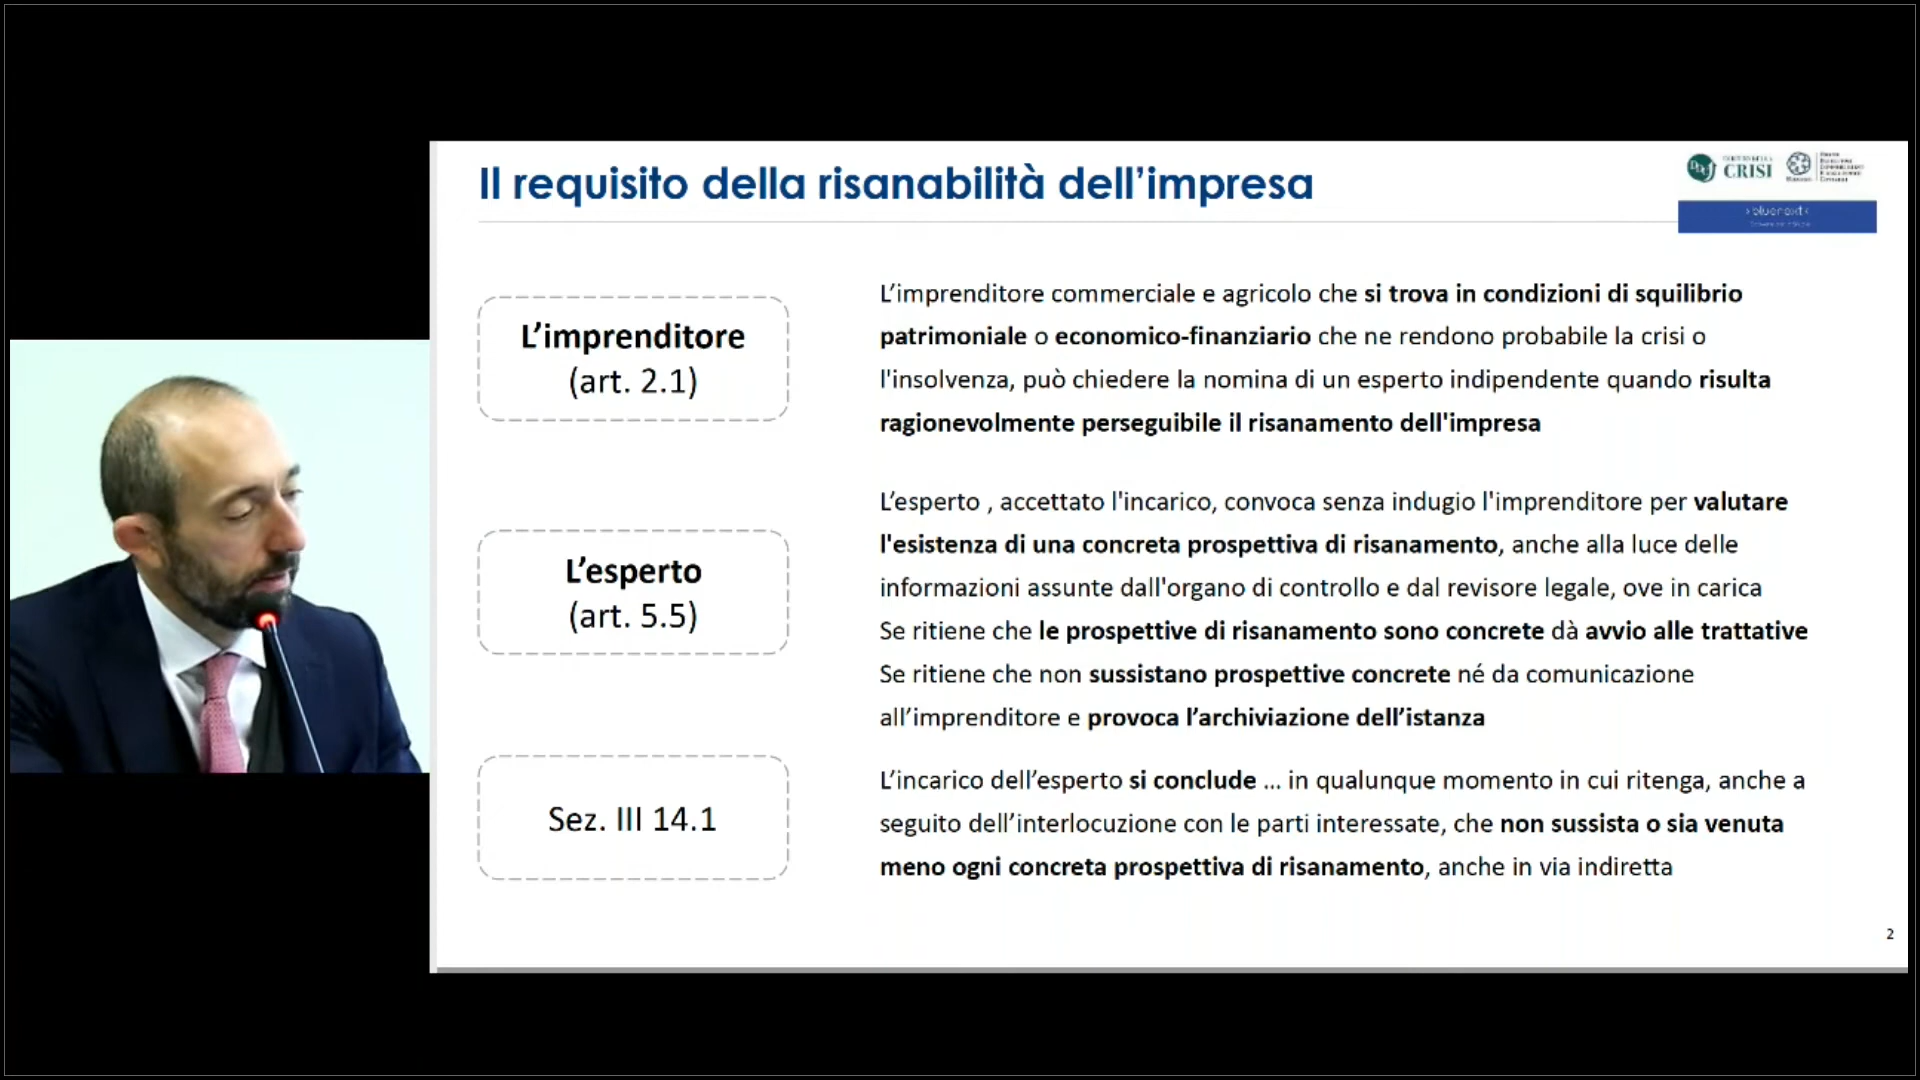 Il requisito della risanabilità dell'impresa
CRISI
L'imprenditore
(art. 2.1)
L'imprenditore commerciale e agricolo che si trova in condizioni di squilibrio
patrimoniale o economico-finanziario che ne rendono probabile la crisi o
l'insolvenza, può chiedere la nomina di un esperto indipendente quando risulta
ragionevolmente perseguibile il risanamento dell'impresa
L'esperto
(art. 5.5)
L'esperto , accettato l'incarico, convoca senza indugio l'imprenditore per valutare
l'esistenza di una concreta prospettiva di risanamento, anche alla luce delle
informazioni assunte dall'organo di controllo e dal revisore legale, ove in carica
Se ritiene che le prospettive di risanamento sono concrete dà avvio alle trattative
Se ritiene che non sussistano prospettive concrete né da comunicazione
all'imprenditore e provoca l'archiviazione dell'istanza
Sez. III 14.1
L'incarico dell'esperto si conclude ... in qualunque momento in cui ritenga, anche a
seguito dell'interlocuzione con le parti interessate, che non sussista o sia venuta
meno ogni concreta prospettiva di risanamento, anche in via indiretta
2